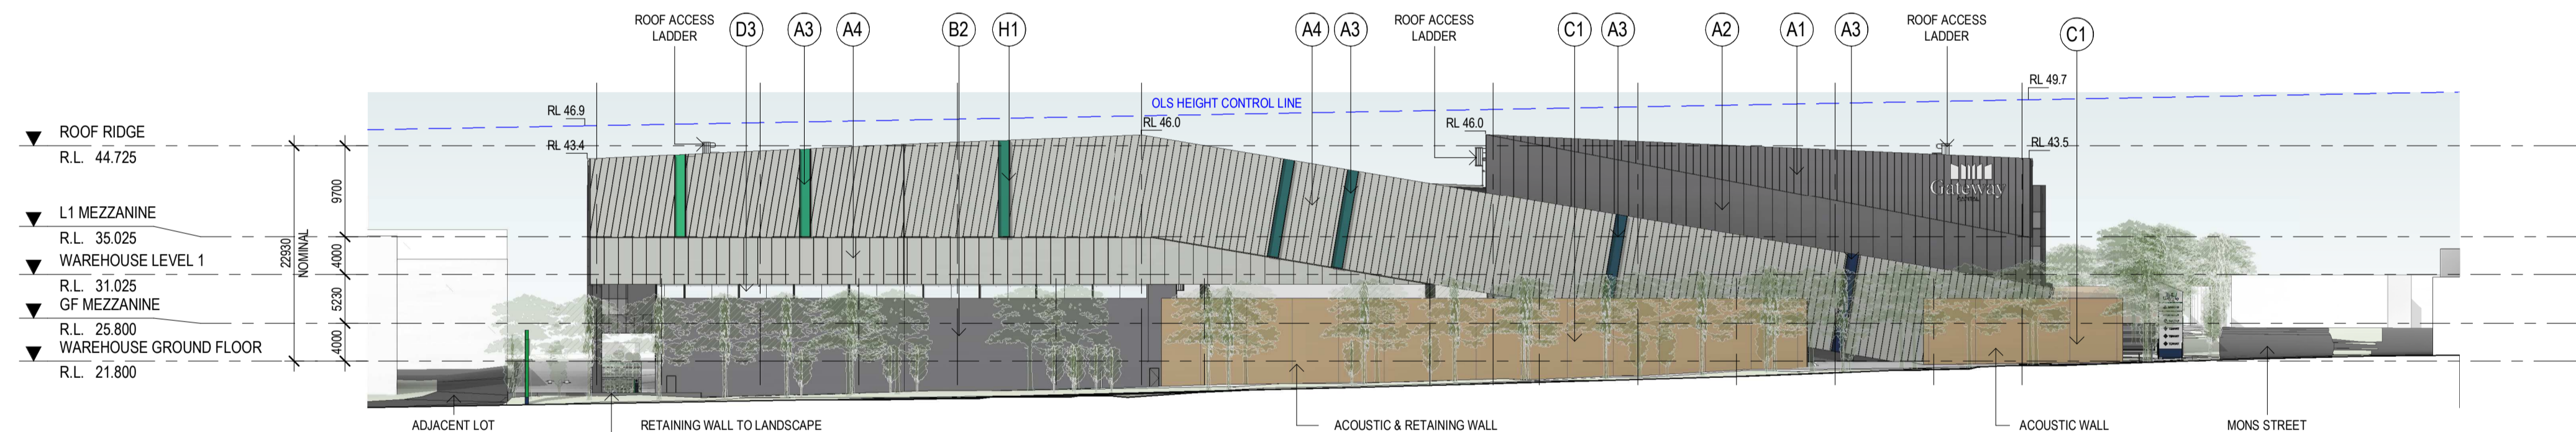 ROOF ACCESS
LADDER
D3
A3
A4
B2
H1
A4
A3
ROOF ACCESS
LADDER
C1
A3
A2
A1
A3
ROOF ACCESS
LADDER
C1
RL 49.7
OLS HEIGHT CONTROL LINE
RL 46.9
RL 46.0
RL 46.0
RL 43.4
RL 43.5
ROOF RIDGE
R.L. 44.725
L1 MEZZANINE
R.L. 35.025
WAREHOUSE LEVEL 1
R.L. 31.025
GF MEZZANINE
R.L. 25.800
WAREHOUSE GROUND FLOOR
R.L. 21.800
22930
NOMINAL
9700
4000
5230
4000
Gateway
ADJACENT LOT
RETAINING WALL TO LANDSCAPE
ACOUSTIC & RETAINING WALL
ACOUSTIC WALL
MONS STREET